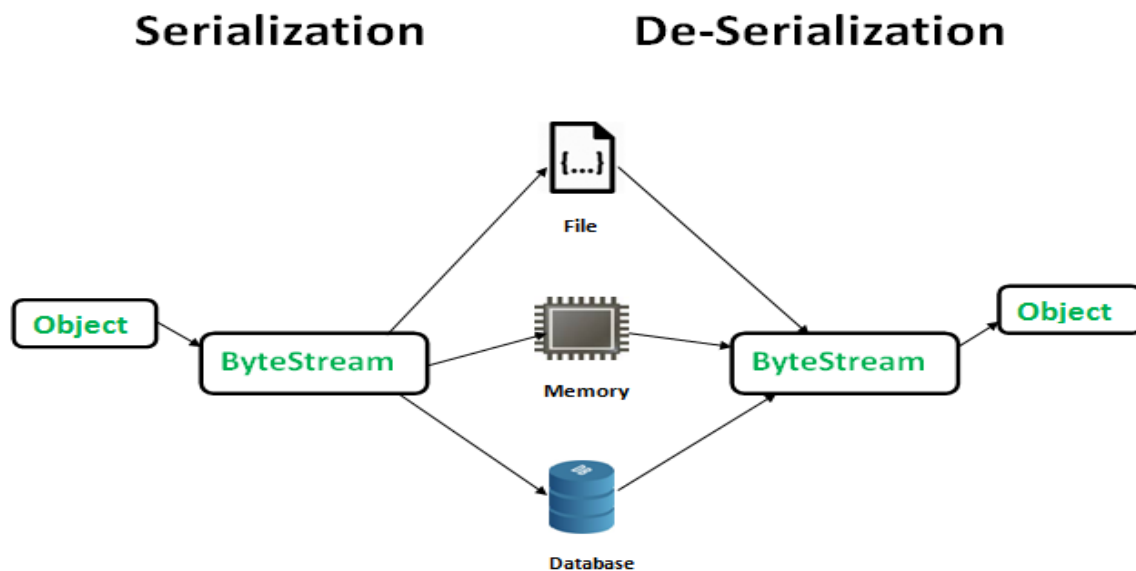 Serialization
De-Serialization
{...}
File
Object
ByteStream
Memory
ByteStream
Object
Database